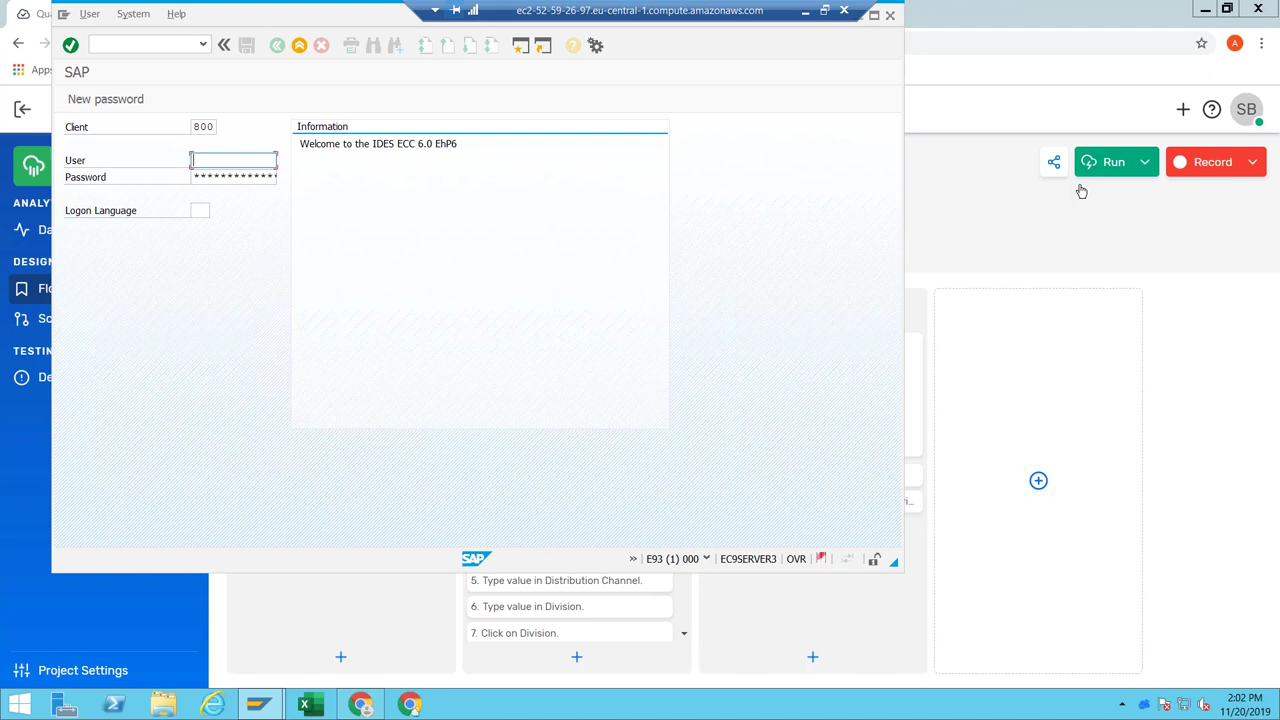 User System Help
ec2-52-59-26-97.eu-central-1.compute.amazonaws.com
SAP
New password
Client 800
Information
Welcome to the IDES ECC 6.0 EhP6
User
Password *************
Logon Language
SAP
E93 (1) 000
EC9SERVER3
OVR
Apps
A
SB
Run
Record
5. Type value in Distribution Channel.
6. Type value in Division.
7. Click on Division.
Project Settings
2:02 PM
11/20/2019